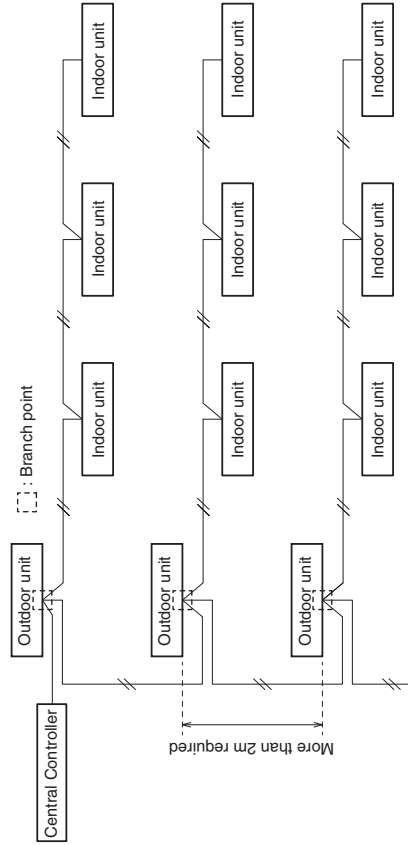 : Branch point
Central Controller
Outdoor unit
Indoor unit
Indoor unit
Indoor unit
Outdoor unit
Indoor unit
Indoor unit
Indoor unit
More than 2m required
Outdoor unit
Indoor unit
Indoor unit
Indoor unit